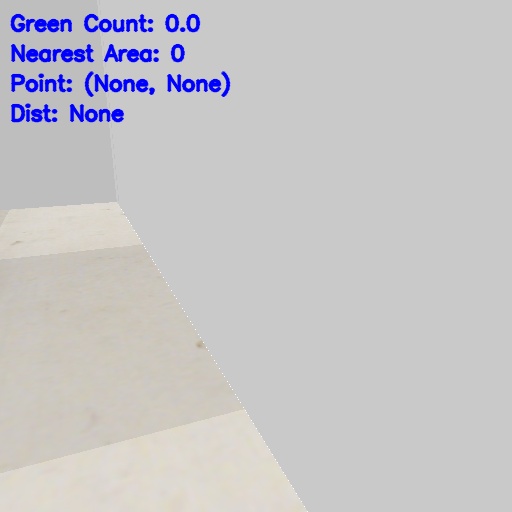 Green Count: 0.0
Nearest Area: 0
Point: (None, None)
Dist: None